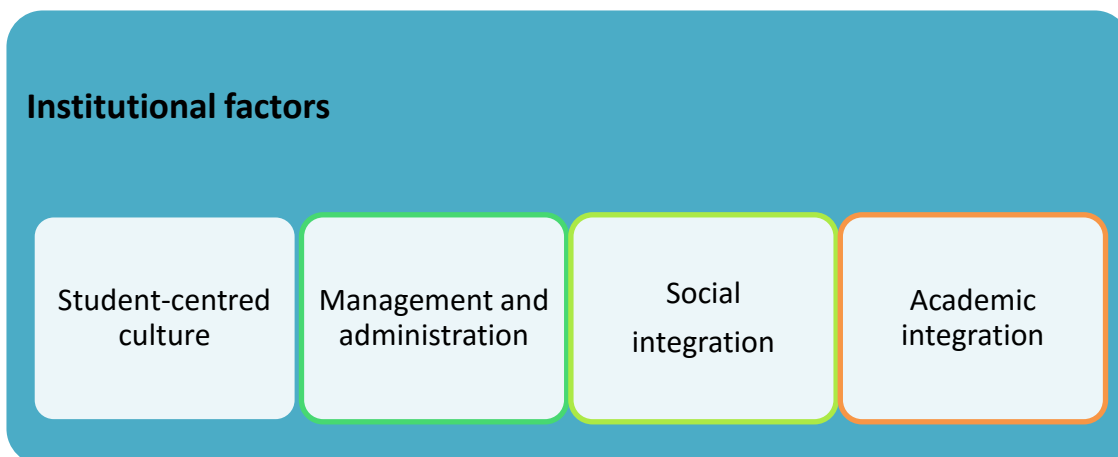 Institutional factors
Student-centred
culture
Management and
administration
Social
integration
Academic
integration